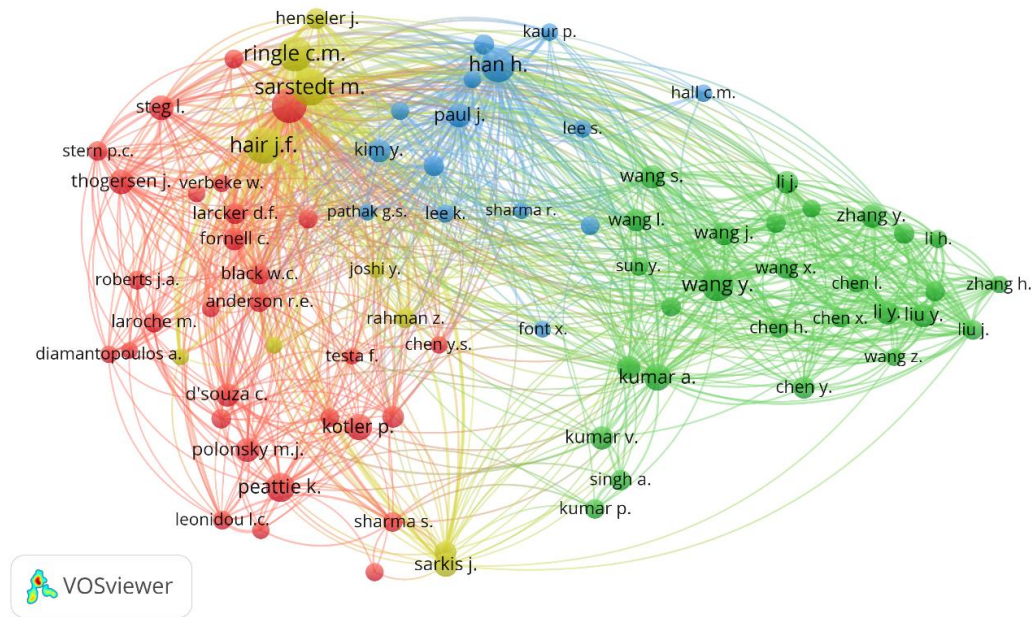 henseler j.
kaur p.
ringle c.m.
han h.
sarstedt m.
hall c.m.
steg l.
paul j.
lee s.
hair j.f.
kim y.
stern p.c.
thogersen j.
verbeke w.
wang s.
li j.
larcker d.f.
pathak g.s.
lee k.
sharma r.
wang l.
zhang y.
fornell c.
wang j.
li h.
joshi y.
sun y.
wang x.
black w.c.
roberts j.a.
wang y.
chen l.
zhang h.
anderson r.e.
laroche m.
rahman z.
font x.
chen h.
chen x.
li y.
liu y.
liu j.
diamantopoulos a.
testa f.
chen y.s.
wang z.
kumar a.
chen y.
d'souza c.
kotler p.
kumar v.
polonsky m.j.
peattie k.
singh a.
kumar p.
leonidou l.c.
sharma s.
sarkis j.
VOSviewer